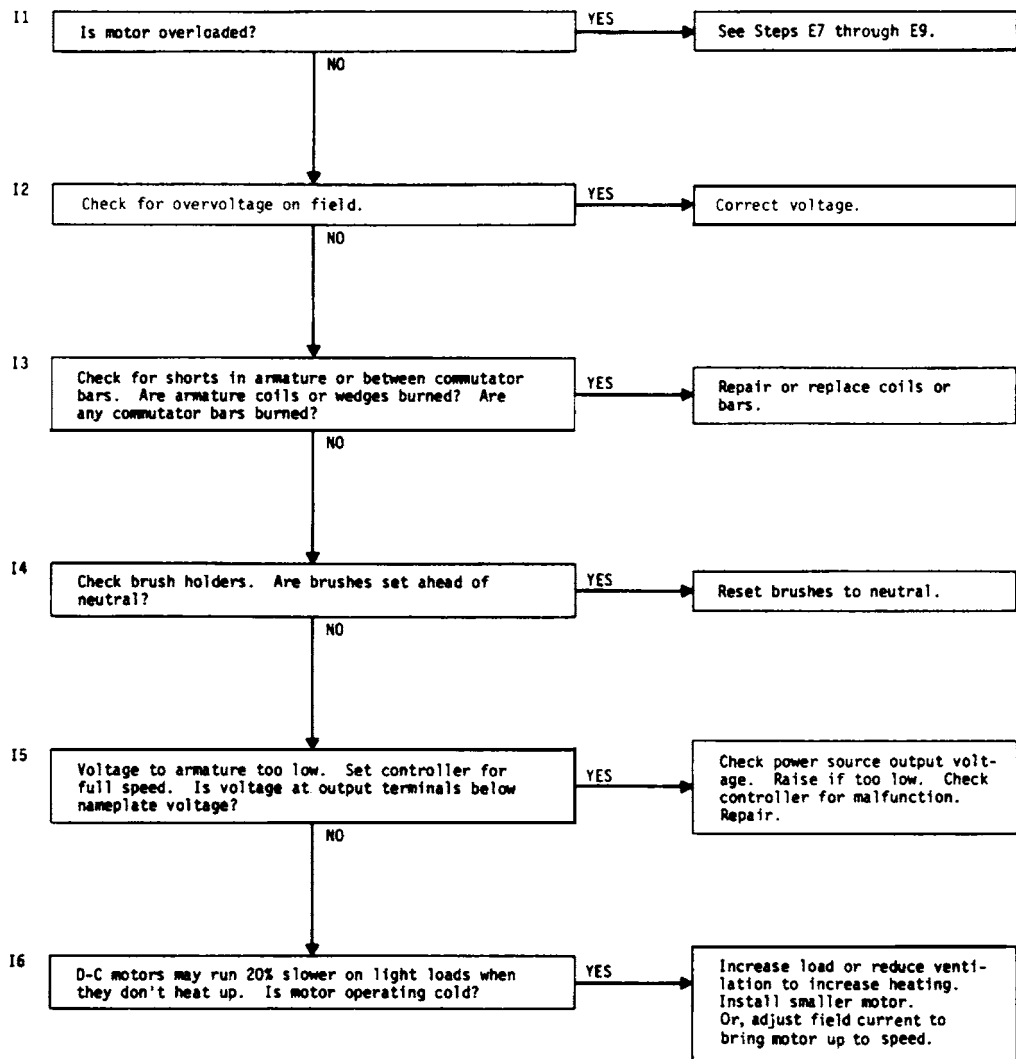 I1
Is motor overloaded?
YES
See Steps E7 through E9.
NO
I2
Check for overvoltage on field.
YES
Correct voltage.
NO
I3
Check for shorts in armature or between commutator
bars. Are armature coils or wedges burned? Are
any commutator bars burned?
YES
Repair or replace coils or
bars.
NO
I4
Check brush holders. Are brushes set ahead of
neutral?
YES
Reset brushes to neutral.
NO
I5
Voltage to armature too low. Set controller for
full speed. Is voltage at output terminals below
nameplate voltage?
YES
Check power source output volt-
age. Raise if too low. Check
controller for malfunction.
Repair.
NO
I6
D-C motors may run 20% slower on light loads when
they don't heat up. Is motor operating cold?
YES
Increase load or reduce venti-
lation to increase heating.
Install smaller motor.
Or, adjust field current to
bring motor up to speed.